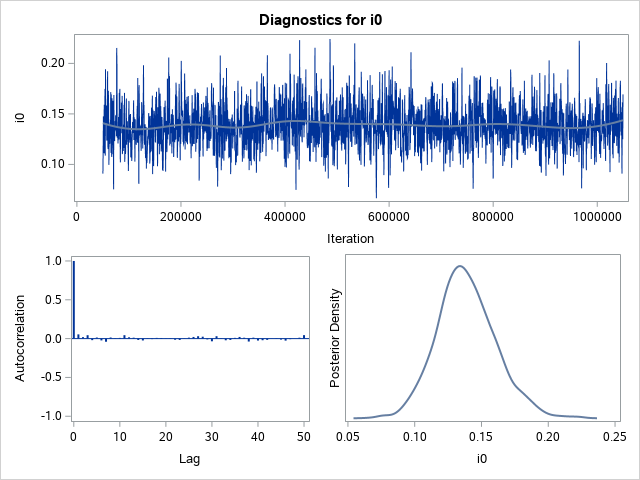 Diagnostics for i0
i0
0.20
0.15
0.10
0 200000 400000 600000 800000 1000000
Iteration
Autocorrelation
1.0
0.5
0.0
-0.5
-1.0
0 10 20 30 40 50
Lag
Posterior Density
0.05 0.10 0.15 0.20 0.25
i0